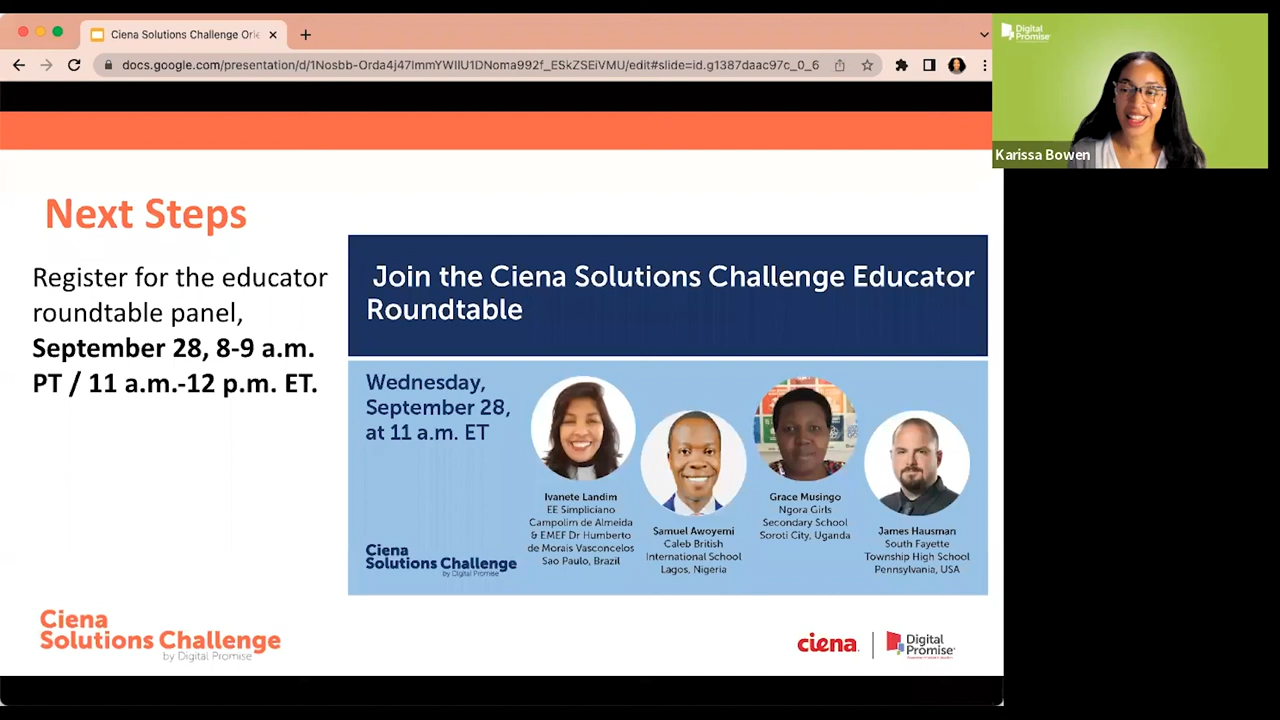 Ciena Solutions Challenge Orie
docs.google.com/presentation/d/1Nosbb-Orda4j47lmmYWlIU1DNoma992f_ESkZSEiVMU/edit#slide=id.g1387daac97c_0_6
Digital
Promise
Karissa Bowen
Next Steps
Register for the educator
roundtable panel,
September 28, 8-9 a.m.
PT / 11 a.m.-12 p.m. ET.
Join the Ciena Solutions Challenge Educator
Roundtable
Wednesday,
September 28,
at 11 a.m. ET
Ivanete Landim
EE Simpliciano
Campolim de Almeida
& EMEF Dr Humberto
de Morais Vasconcelos
Sao Paulo, Brazil
Samuel Awoyemi
Caleb British
International School
Lagos, Nigeria
Grace Musingo
Ngora Girls
Secondary School
Soroti City, Uganda
James Hausman
South Fayette
Township High School
Pennsylvania, USA
Ciena
Solutions Challenge
by Digital Promise
Ciena
Solutions Challenge
by Digital Promise
ciena
Digital
Promise